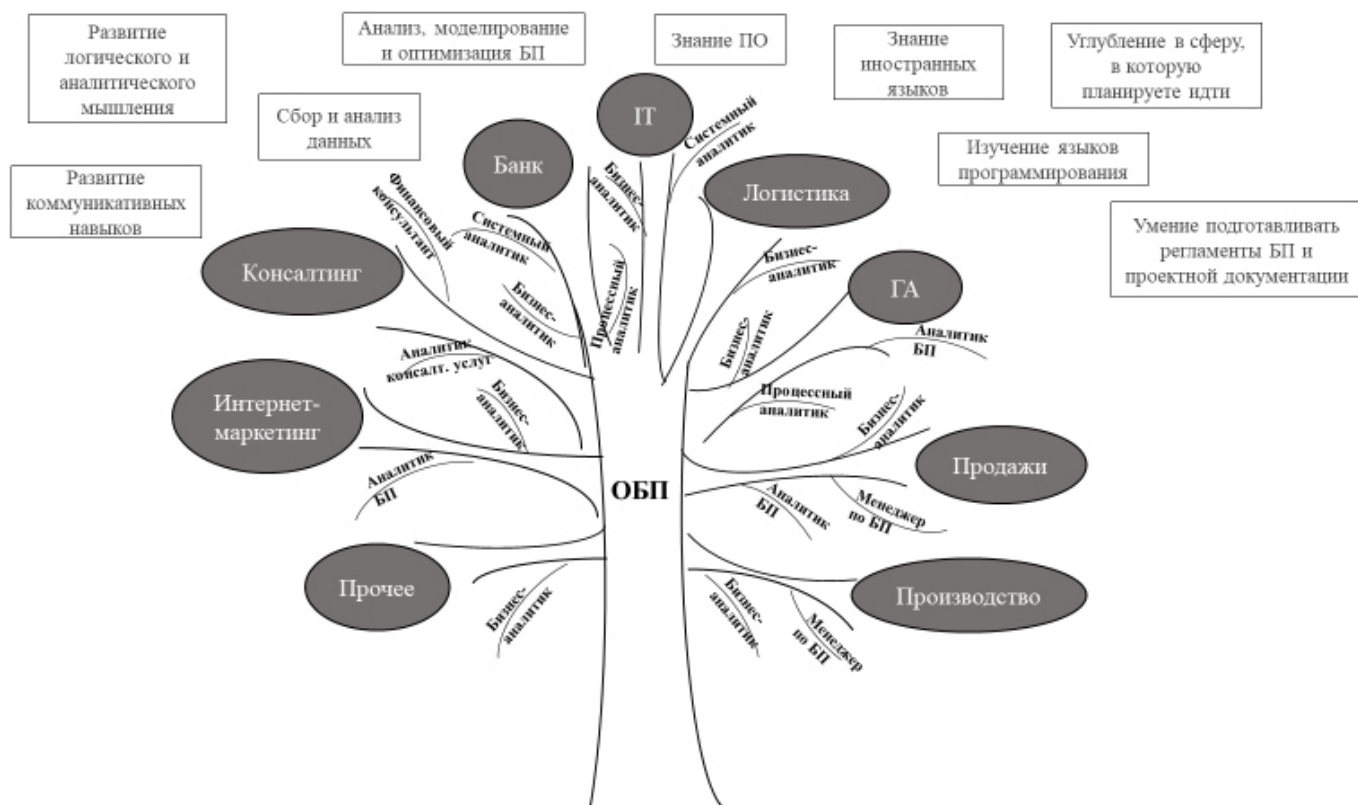 Развитие
логического и
аналитического
мышления
Анализ, моделирование
и оптимизация БП
Знание ПО
Знание
иностранных
языков
Углубление в сферу,
в которую
планируете идти
Сбор и анализ
данных
Изучение языков
программирования
Развитие
коммуникативных
навыков
Умение подготавливать
регламенты БП и
проектной документации
IT
Банк
Логистика
Консалтинг
ГА
Интернет-
маркетинг
Продажи
Прочее
Производство
ОБП
Финансовый
консультант
Системный
аналитик
Бизнес-
аналитик
Бизнес-
аналитик
Процессный
аналитик
Системный
аналитик
Бизнес-
аналитик
Бизнес-
аналитик
Аналитик
БП
Процессный
аналитик
Бизнес-
аналитик
Аналитик
консалт. услуг
Бизнес-
аналитик
Аналитик
БП
Аналитик
БП
Менеджер
по БП
Бизнес-
аналитик
Бизнес-
аналитик
Менеджер
по БП